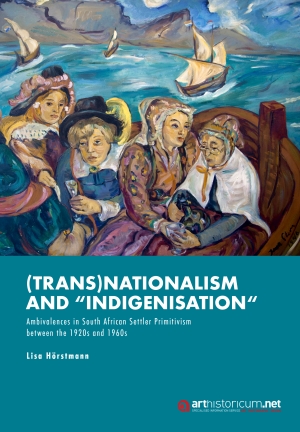 (TRANS)NATIONALISM
AND “INDIGENISATION“
Ambivalences in South African Settler Primitivism
between the 1920s and 1960s
Lisa Hörstmann
arthistoricum.net